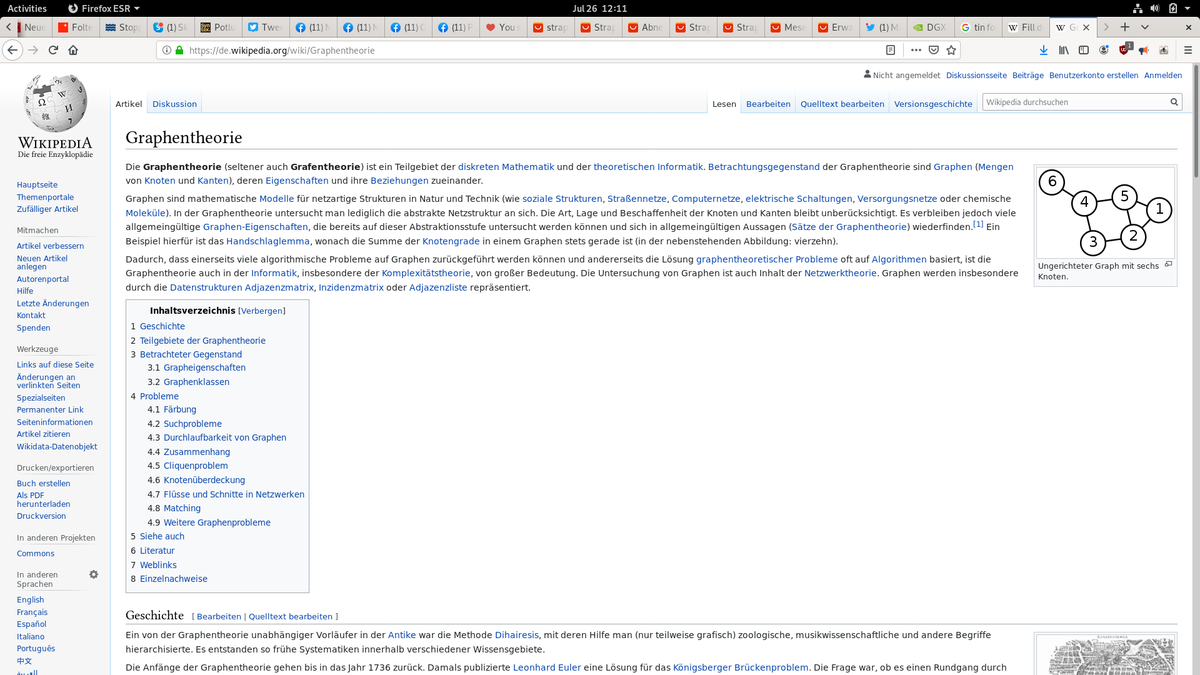 Activities Firefox ESR Jul 26 12:11
Neue Folte Stop (1) Sk Pott Twee (11) (11) N (11) (11) F You strap Strap Abne Strap Strap Mess Erwa (1) M DGX tin fo Fill d
https://de.wikipedia.org/wiki/Graphentheorie
Nicht angemeldet Diskussionsseite Beiträge Benutzerkonto erstellen Anmelden
WIKIPEDIA
Die freie Enzyklopädie
Artikel Diskussion Lesen Bearbeiten Quelltext bearbeiten Versionsgeschichte Wikipedia durchsuchen
Hauptseite
Themenportale
Zufälliger Artikel
Mitmachen
Artikel verbessern
Neuen Artikel
anlegen
Autorenportal
Hilfe
Letzte Änderungen
Kontakt
Spenden
Werkzeuge
Links auf diese Seite
Änderungen an
verlinkten Seiten
Spezialseiten
Permanenter Link
Seiteninformationen
Artikel zitieren
Wikidata-Datenobjekt
Drucken/exportieren
Buch erstellen
Als PDF
herunterladen
Druckversion
In anderen Projekten
Commons
In anderen
Sprachen
English
Français
Español
Italiano
Português
中文
العربية
Graphentheorie
Die Graphentheorie (seltener auch Grafentheorie) ist ein Teilgebiet der diskreten Mathematik und der theoretischen Informatik. Betrachtungsgegenstand der Graphentheorie sind Graphen (Mengen
von Knoten und Kanten), deren Eigenschaften und ihre Beziehungen zueinander.
Graphen sind mathematische Modelle für netzartige Strukturen in Natur und Technik (wie soziale Strukturen, Straßennetze, Computernetze, elektrische Schaltungen, Versorgungsnetze oder chemische
Moleküle). In der Graphentheorie untersucht man lediglich die abstrakte Netzstruktur an sich. Die Art, Lage und Beschaffenheit der Knoten und Kanten bleibt unberücksichtigt. Es verbleiben jedoch viele
allgemeingültige Graphen-Eigenschaften, die bereits auf dieser Abstraktionsstufe untersucht werden können und sich in allgemeingültigen Aussagen (Sätze der Graphentheorie) wiederfinden.[1] Ein
Beispiel hierfür ist das Handschlaglemma, wonach die Summe der Knotengrade in einem Graphen stets gerade ist (in der nebenstehenden Abbildung: vierzehn).
Dadurch, dass einerseits viele algorithmische Probleme auf Graphen zurückgeführt werden können und andererseits die Lösung graphentheoretischer Probleme oft auf Algorithmen basiert, ist die
Graphentheorie auch in der Informatik, insbesondere der Komplexitätstheorie, von großer Bedeutung. Die Untersuchung von Graphen ist auch Inhalt der Netzwerktheorie. Graphen werden insbesondere
durch die Datenstrukturen Adjazenzmatrix, Inzidenzmatrix oder Adjazenzliste repräsentiert.
6 4 5 1 3 2
Ungerichteter Graph mit sechs
Knoten.
Inhaltsverzeichnis [Verbergen]
1 Geschichte
2 Teilgebiete der Graphentheorie
3 Betrachteter Gegenstand
3.1 Grapheigenschaften
3.2 Graphenklassen
4 Probleme
4.1 Färbung
4.2 Suchprobleme
4.3 Durchlaufbarkeit von Graphen
4.4 Zusammenhang
4.5 Cliquenproblem
4.6 Knotenüberdeckung
4.7 Flüsse und Schnitte in Netzwerken
4.8 Matching
4.9 Weitere Graphenprobleme
5 Siehe auch
6 Literatur
7 Weblinks
8 Einzelnachweise
Geschichte [ Bearbeiten | Quelltext bearbeiten ]
Ein von der Graphentheorie unabhängiger Vorläufer in der Antike war die Methode Dihairesis, mit deren Hilfe man (nur teilweise grafisch) zoologische, musikwissenschaftliche und andere Begriffe
hierarchisierte. Es entstanden so frühe Systematiken innerhalb verschiedener Wissensgebiete.
Die Anfänge der Graphentheorie gehen bis in das Jahr 1736 zurück. Damals publizierte Leonhard Euler eine Lösung für das Königsberger Brückenproblem. Die Frage war, ob es einen Rundgang durch